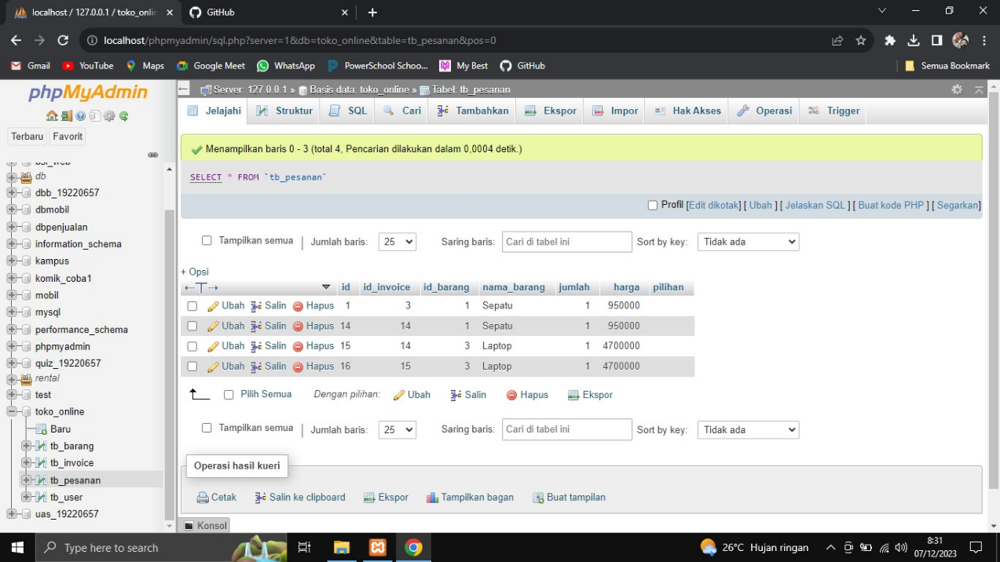 localhost / 127.0.0.1 / toko_onlin
GitHub
localhost/phpmyadmin/sql.php?server=1&db=toko_online&table=tb_pesanan&pos=0
Gmail YouTube Maps Google Meet WhatsApp PowerSchool Schoo... My Best GitHub Semua Bookmark
phpMyAdmin
Terbaru Favorit
db
dbb_19220657
dbmobil
dbpenjualan
information_schema
kampus
komik_coba1
mobil
mysql
performance_schema
phpmyadmin
quiz_19220657
rental
test
toko_online
Baru
tb_barang
tb_invoice
tb_pesanan
tb_user
uas_19220657
Server: 127.0.0.1 » Basis data: toko_online » Tabel: tb_pesanan
Jelajahi Struktur SQL Cari Tambahkan Ekspor Impor Hak Akses Operasi Trigger
Menampilkan baris 0 - 3 (total 4, Pencarian dilakukan dalam 0,0004 detik.)
SELECT * FROM `tb_pesanan`
Profil [Edit dikotak] [ Ubah ] [ Jelaskan SQL ] [ Buat kode PHP ] [ Segarkan]
Tampilkan semua | Jumlah baris: 25 Saring baris: Cari di tabel ini Sort by key: Tidak ada
+ Opsi
←T→ id id_invoice id_barang nama_barang jumlah harga pilihan
Ubah Salin Hapus 1 3 1 Sepatu 1 950000
Ubah Salin Hapus 14 14 1 Sepatu 1 950000
Ubah Salin Hapus 15 14 3 Laptop 1 4700000
Ubah Salin Hapus 16 15 3 Laptop 1 4700000
Pilih Semua Dengan pilihan: Ubah Salin Hapus Ekspor
Tampilkan semua | Jumlah baris: 25 Saring baris: Cari di tabel ini Sort by key: Tidak ada
Operasi hasil kueri
Cetak Salin ke clipboard Ekspor Tampilkan bagan Buat tampilan
Konsol
Type here to search
26°C Hujan ringan
8:31
07/12/2023